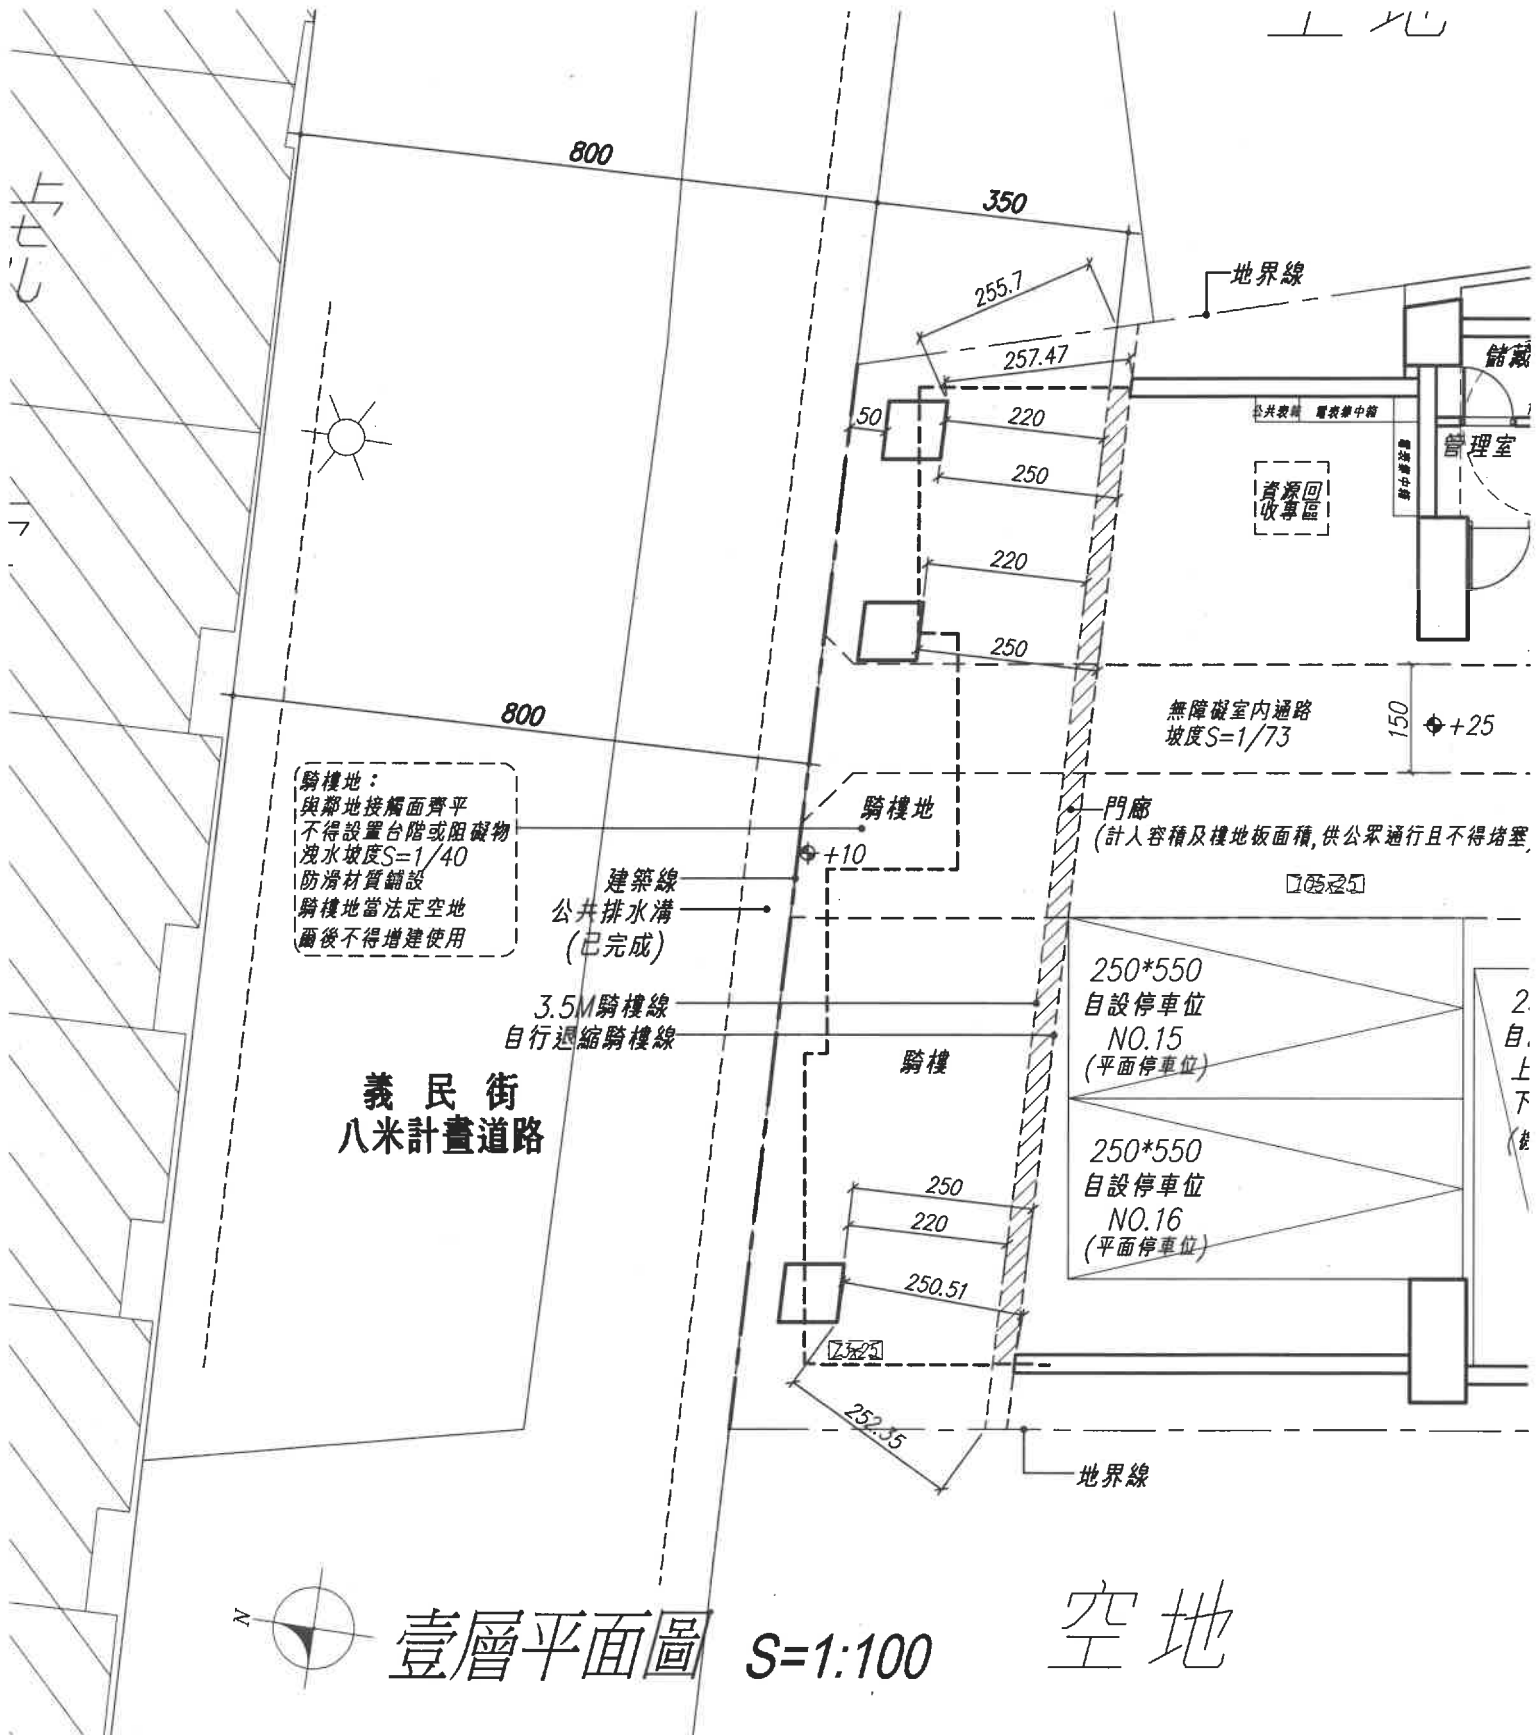 800
350
地界線
255.7
257.47
50
220
250
公共表箱
電表集中箱
管理室
資源回
收專區
220
250
無障礙室內通路
坡度S=1/73
150
+25
800
騎樓地：
與鄰地接觸面齊平
不得設置台階或阻礙物
洩水坡度S=1/40
防滑材質鋪設
騎樓地當法定空地
爾後不得增建使用
騎樓地
+10
門廊
(計入容積及樓地板面積,供公眾通行且不得堵塞
建築線
公共排水溝
(已完成)
3.5M騎樓線
自行退縮騎樓線
騎樓
250*550
自設停車位
NO.15
(平面停車位)
250*550
自設停車位
NO.16
(平面停車位)
義民街
八米計畫道路
250
220
250.51
252.35
地界線
N
壹層平面圖 S=1:100
空地